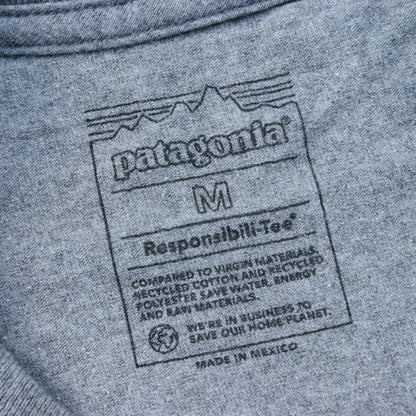 patagonia®
M
Responsibili-Tee®
COMPARED TO VIRGIN MATERIALS,
RECYCLED COTTON AND RECYCLED
POLYESTER SAVE WATER, ENERGY
AND RAW MATERIALS.
WE'RE IN BUSINESS TO
SAVE OUR HOME PLANET.
MADE IN MEXICO